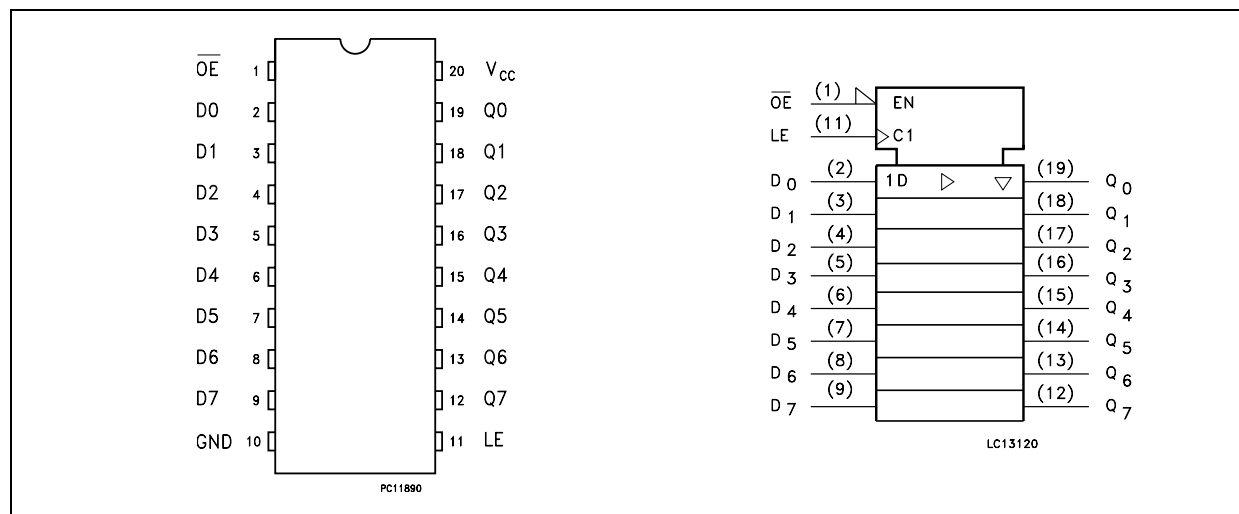 OE 1 20 VCC
D0 2 19 Q0
D1 3 18 Q1
D2 4 17 Q2
D3 5 16 Q3
D4 6 15 Q4
D5 7 14 Q5
D6 8 13 Q6
D7 9 12 Q7
GND 10 11 LE
PC11890
OE (1) EN
LE (11) C1
D0 (2) 1D (19) Q0
D1 (3) (18) Q1
D2 (4) (17) Q2
D3 (5) (16) Q3
D4 (6) (15) Q4
D5 (7) (14) Q5
D6 (8) (13) Q6
D7 (9) (12) Q7
LC13120